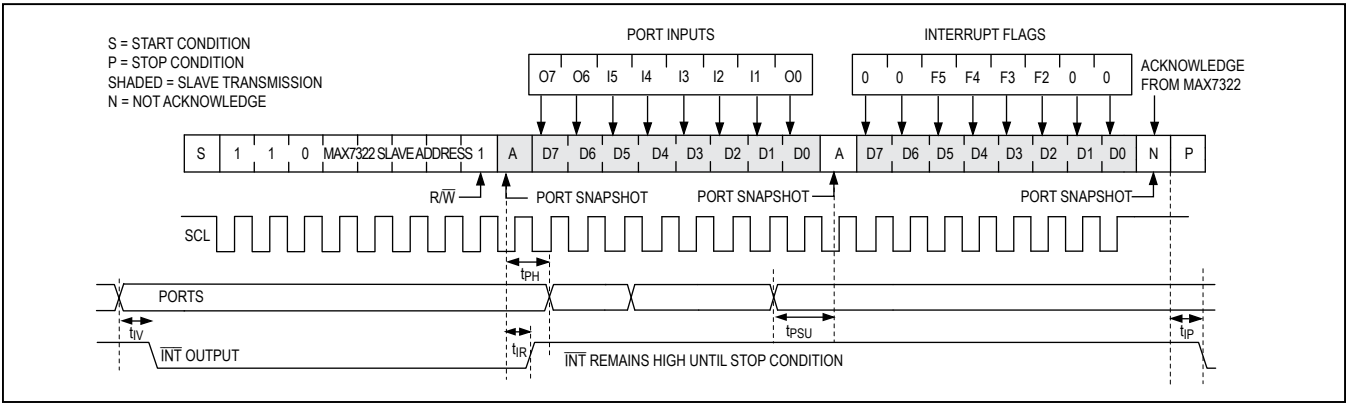 S = START CONDITION
P = STOP CONDITION
SHADED = SLAVE TRANSMISSION
N = NOT ACKNOWLEDGE
PORT INPUTS
INTERRUPT FLAGS
O7 O6 I5 I4 I3 I2 I1 O0
0 0 F5 F4 F3 F2 0 0
ACKNOWLEDGE
FROM MAX7322
S 1 1 0 MAX7322 SLAVE ADDRESS 1 A D7 D6 D5 D4 D3 D2 D1 D0 A D7 D6 D5 D4 D3 D2 D1 D0 N P
R/W̅ PORT SNAPSHOT PORT SNAPSHOT PORT SNAPSHOT
SCL
tPH
PORTS
tIV
tIR
tPSU
tIP
I̅N̅T̅ OUTPUT
I̅N̅T̅ REMAINS HIGH UNTIL STOP CONDITION